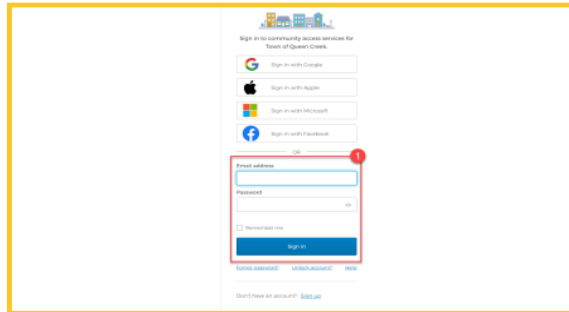 Sign in to community access services for
Town of Queen Creek.
Sign in with Google
Sign in with Apple
Sign in with Microsoft
Sign in with Facebook
OR
1
Email address
Password
Remember me
Sign in
Forgot password? Unlock account? Help
Don't have an account? Sign up